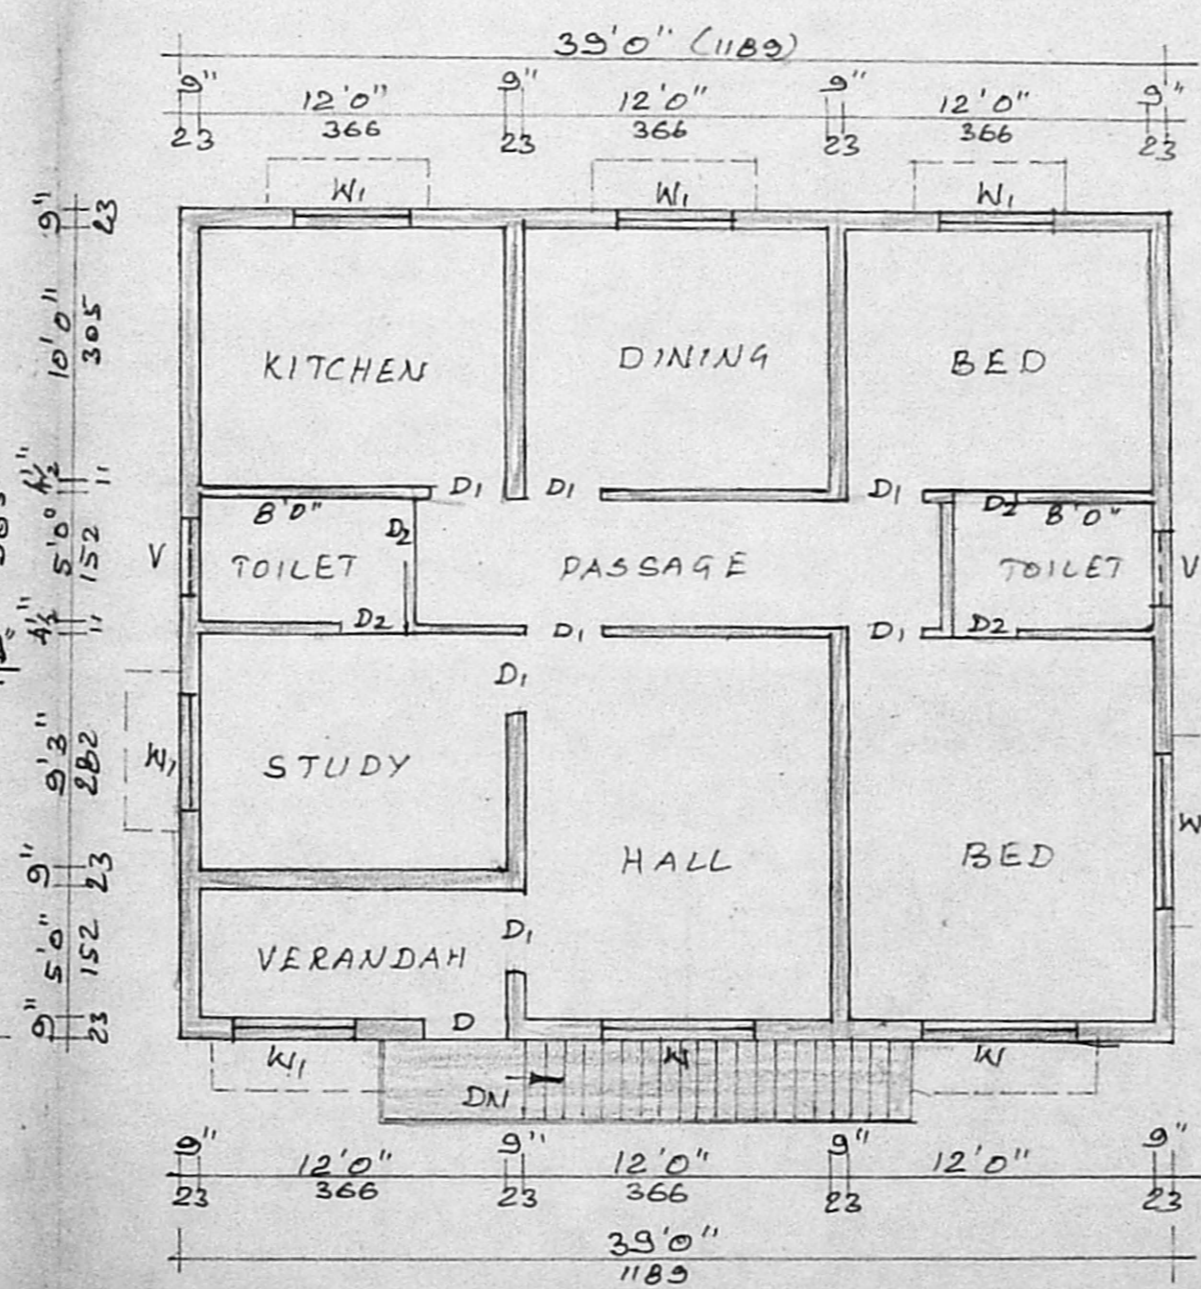 39'0" (1189)
9" 12'0" 9" 12'0" 9" 12'0" 9"
23 366 23 366 23 366 23
W1 W1 W1
9" 23
10'0" 305
4½" 11
5'0" 152
4½" 11
9'3" 282
9" 23
5'0" 152
9" 23
KITCHEN DINING BED
D1 D1 D1
8'0" D2 D2 8'0"
V TOILET PASSAGE TOILET V
D2 D1 D1 D2
D1
W1 STUDY
HALL BED W
D1
VERANDAH
D
W1 W W
DN
9" 12'0" 9" 12'0" 9" 12'0" 9"
23 366 23 366 23 23
39'0"
1189